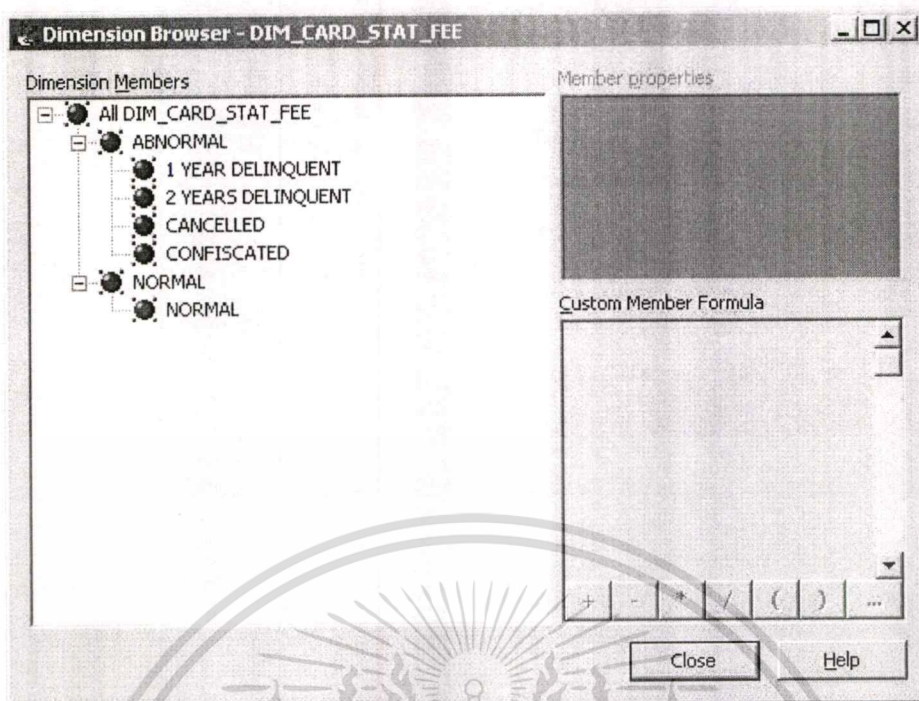 Dimension Browser - DIM_CARD_STAT_FEE
Dimension Members
All DIM_CARD_STAT_FEE
ABNORMAL
1 YEAR DELINQUENT
2 YEARS DELINQUENT
CANCELLED
CONFISCATED
NORMAL
NORMAL
Member properties
Custom Member Formula
+ - * / ( ) ...
Close Help